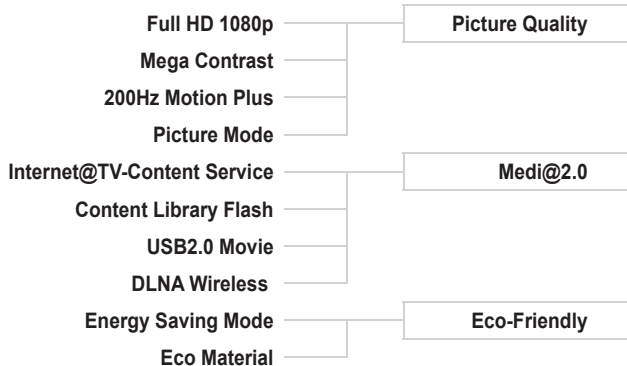 Full HD 1080p
Picture Quality
Mega Contrast
200Hz Motion Plus
Picture Mode
Internet@TV-Content Service
Medi@2.0
Content Library Flash
USB2.0 Movie
DLNA Wireless
Energy Saving Mode
Eco-Friendly
Eco Material